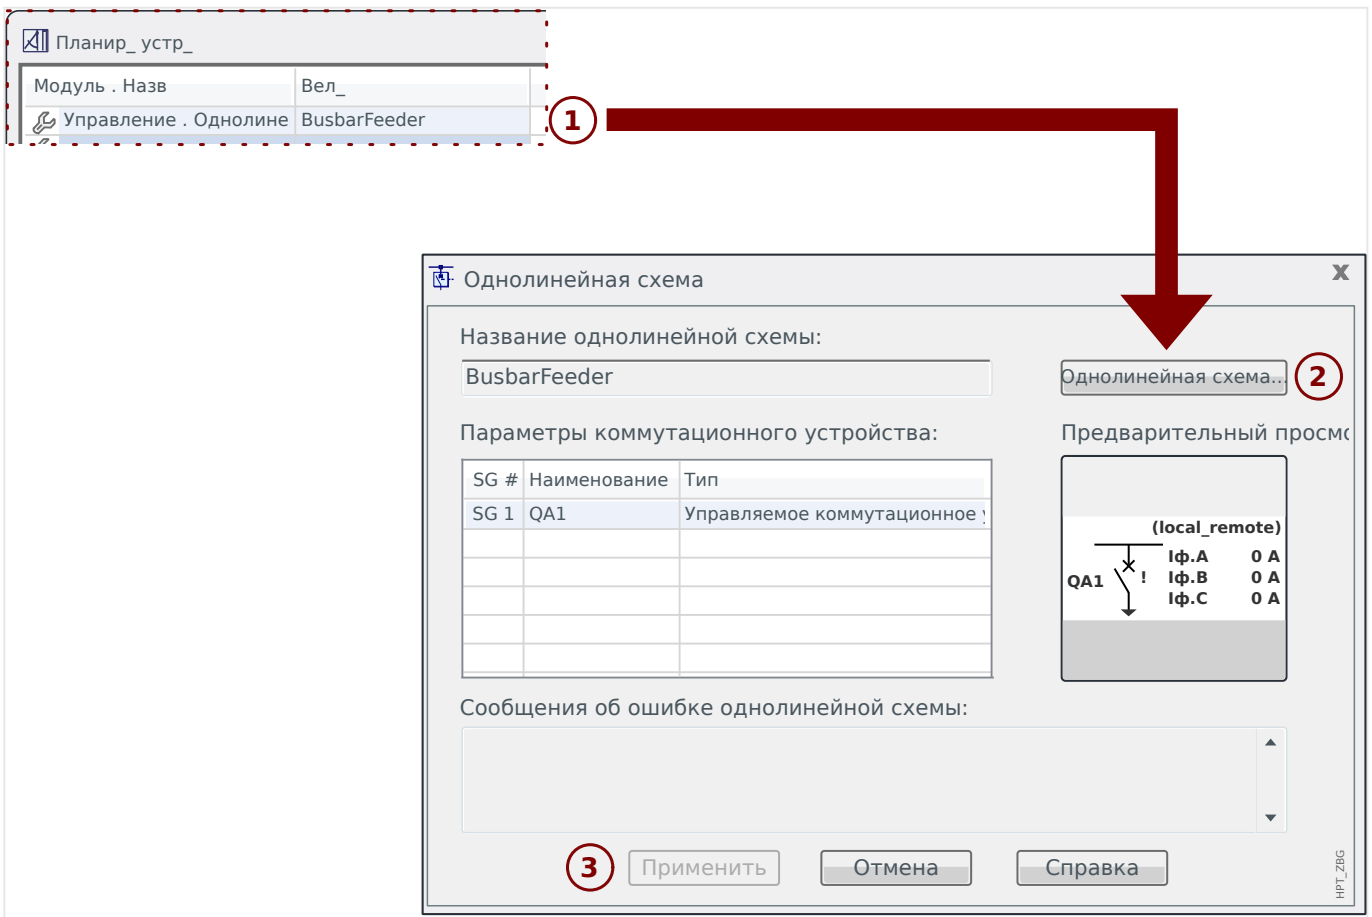 Планир_ устр_
Модуль . Назв Вел_
Управление . Однолине BusbarFeeder
1
Однолинейная схема x
Название однолинейной схемы:
BusbarFeeder Однолинейная схема... 2
Параметры коммутационного устройства: Предварительный просмо
SG # Наименование Тип
SG 1 QA1 Управляемое коммутационное
(local_remote)
Iф.A 0 A
QA1 ! Iф.B 0 A
Iф.C 0 A
Сообщения об ошибке однолинейной схемы:
3 Применить Отмена Справка
HPT_ZBG